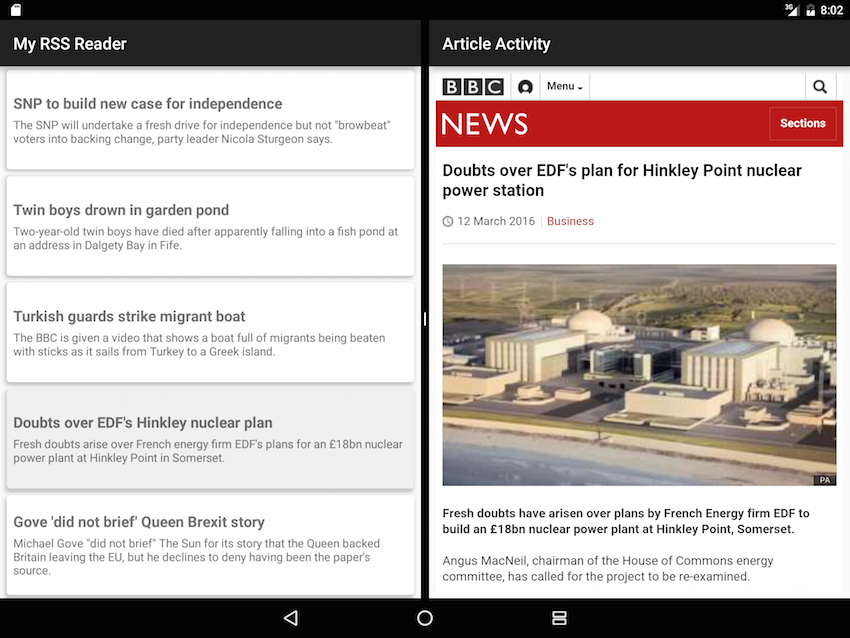 3G 8:02
My RSS Reader
SNP to build new case for independence
The SNP will undertake a fresh drive for independence but not "browbeat"
voters into backing change, party leader Nicola Sturgeon says.
Twin boys drown in garden pond
Two-year-old twin boys have died after apparently falling into a fish pond at
an address in Dalgety Bay in Fife.
Turkish guards strike migrant boat
The BBC is given a video that shows a boat full of migrants being beaten
with sticks as it sails from Turkey to a Greek island.
Doubts over EDF's Hinkley nuclear plan
Fresh doubts arise over French energy firm EDF's plans for an £18bn nuclear
power plant at Hinkley Point in Somerset.
Gove 'did not brief' Queen Brexit story
Michael Gove "did not brief" The Sun for its story that the Queen backed
Britain leaving the EU, but he declines to deny having been the paper's
source.
Article Activity
BBC Menu
NEWS Sections
Doubts over EDF's plan for Hinkley Point nuclear
power station
12 March 2016 Business
PA
Fresh doubts have arisen over plans by French Energy firm EDF to
build an £18bn nuclear power plant at Hinkley Point, Somerset.
Angus MacNeil, chairman of the House of Commons energy
committee, has called for the project to be re-examined.